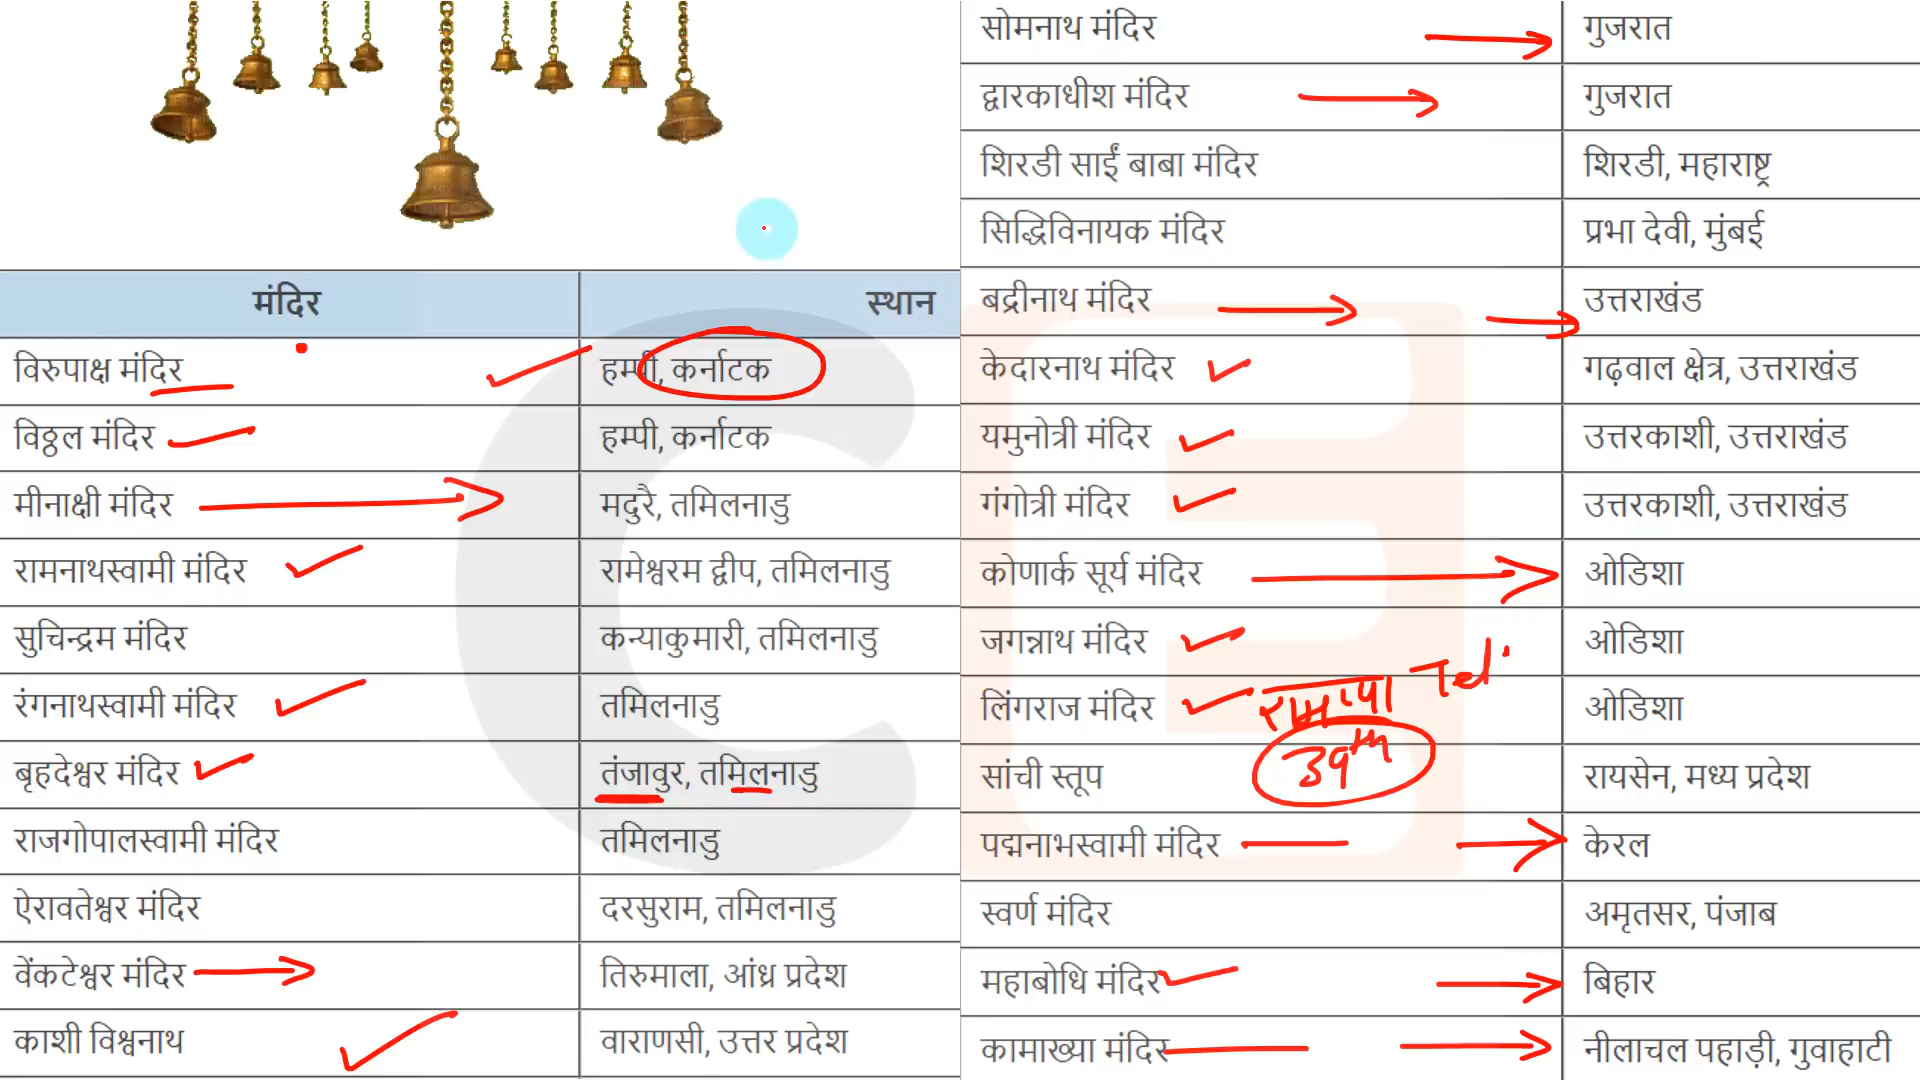 मंदिर स्थान
विरुपाक्ष मंदिर हम्पी, कर्नाटक
विठ्ठल मंदिर हम्पी, कर्नाटक
मीनाक्षी मंदिर मदुरै, तमिलनाडु
रामनाथस्वामी मंदिर रामेश्वरम द्वीप, तमिलनाडु
सुचिन्द्रम मंदिर कन्याकुमारी, तमिलनाडु
रंगनाथस्वामी मंदिर तमिलनाडु
बृहदेश्वर मंदिर तंजावुर, तमिलनाडु
राजगोपालस्वामी मंदिर तमिलनाडु
ऐरावतेश्वर मंदिर दरसुराम, तमिलनाडु
वेंकटेश्वर मंदिर तिरुमाला, आंध्र प्रदेश
काशी विश्वनाथ वाराणसी, उत्तर प्रदेश
सोमनाथ मंदिर गुजरात
द्वारकाधीश मंदिर गुजरात
शिरडी साईं बाबा मंदिर शिरडी, महाराष्ट्र
सिद्धिविनायक मंदिर प्रभा देवी, मुंबई
बद्रीनाथ मंदिर उत्तराखंड
केदारनाथ मंदिर गढ़वाल क्षेत्र, उत्तराखंड
यमुनोत्री मंदिर उत्तरकाशी, उत्तराखंड
गंगोत्री मंदिर उत्तरकाशी, उत्तराखंड
कोणार्क सूर्य मंदिर ओडिशा
जगन्नाथ मंदिर ओडिशा
लिंगराज मंदिर रामप्पा Tel. ओडिशा
सांची स्तूप 39th रायसेन, मध्य प्रदेश
पद्मनाभस्वामी मंदिर केरल
स्वर्ण मंदिर अमृतसर, पंजाब
महाबोधि मंदिर बिहार
कामाख्या मंदिर नीलाचल पहाड़ी, गुवाहाटी